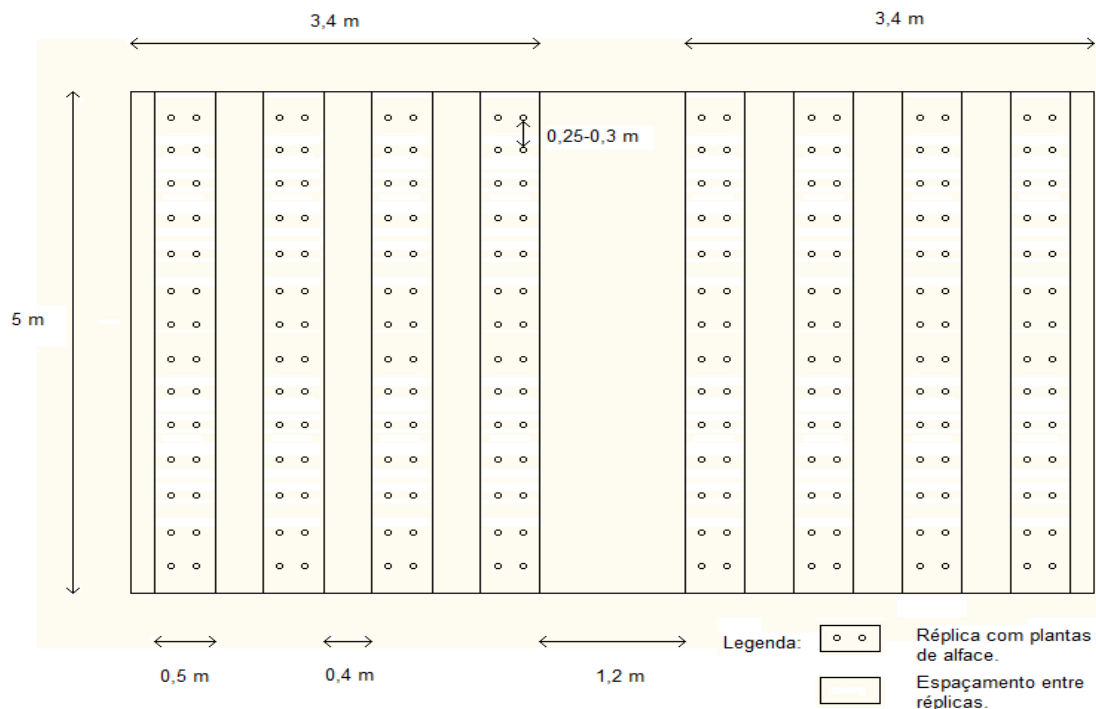 3,4 m
3,4 m
0,25-0,3 m
5 m
0,5 m
0,4 m
1,2 m
Legenda:
Réplica com plantas
de alface.
Espaçamento entre
réplicas.